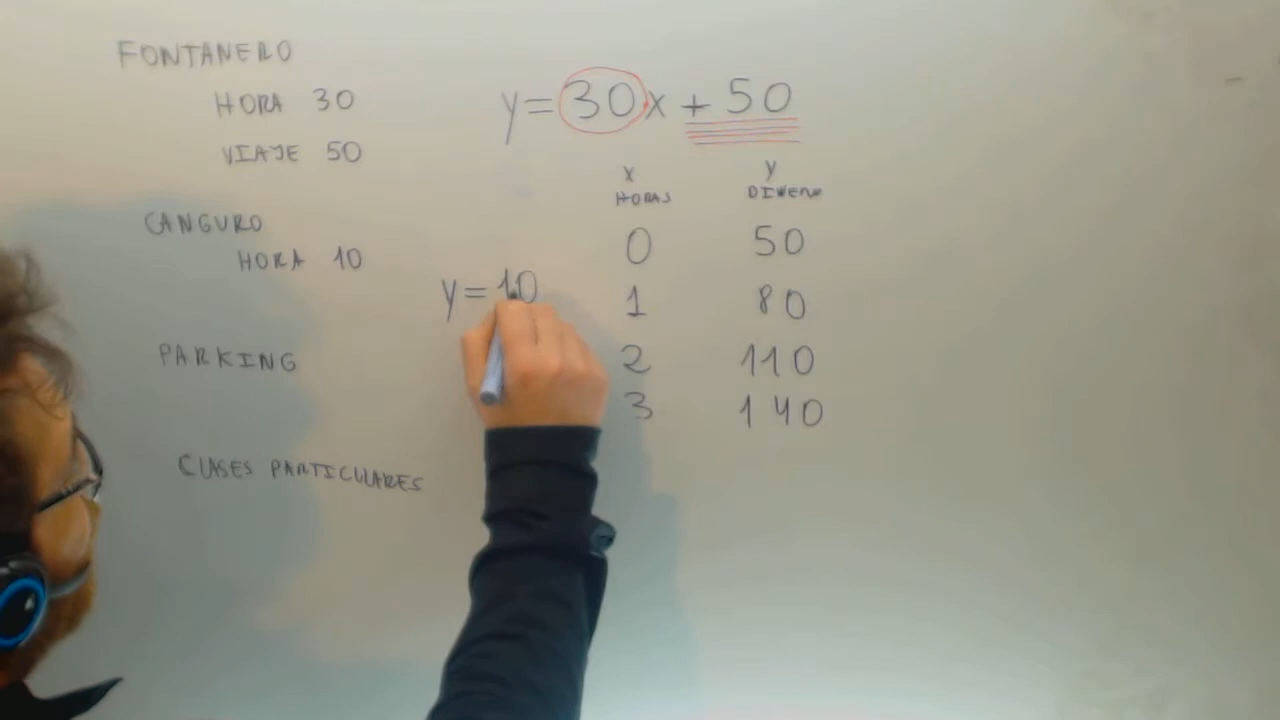 FONTANERO
HORA 30
VIAJE 50
CANGURO
HORA 10
PARKING
CLASES PARTICULARES
y=30x + 50
x y
HORAS DINERO
0 50
1 80
2 110
3 140
y=10